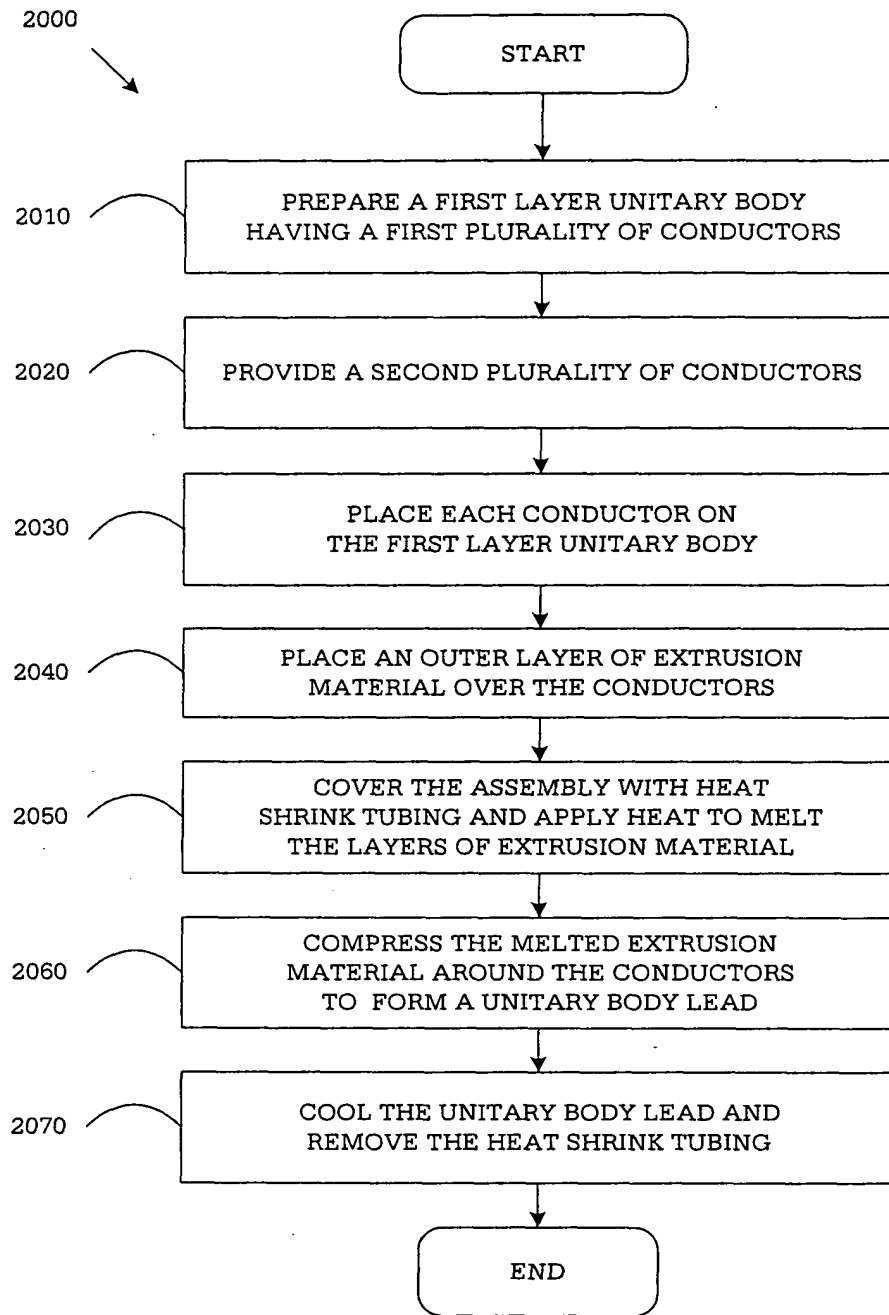 2000
START
2010
PREPARE A FIRST LAYER UNITARY BODY
HAVING A FIRST PLURALITY OF CONDUCTORS
2020
PROVIDE A SECOND PLURALITY OF CONDUCTORS
2030
PLACE EACH CONDUCTOR ON
THE FIRST LAYER UNITARY BODY
2040
PLACE AN OUTER LAYER OF EXTRUSION
MATERIAL OVER THE CONDUCTORS
2050
COVER THE ASSEMBLY WITH HEAT
SHRINK TUBING AND APPLY HEAT TO MELT
THE LAYERS OF EXTRUSION MATERIAL
2060
COMPRESS THE MELTED EXTRUSION
MATERIAL AROUND THE CONDUCTORS
TO FORM A UNITARY BODY LEAD
2070
COOL THE UNITARY BODY LEAD AND
REMOVE THE HEAT SHRINK TUBING
END